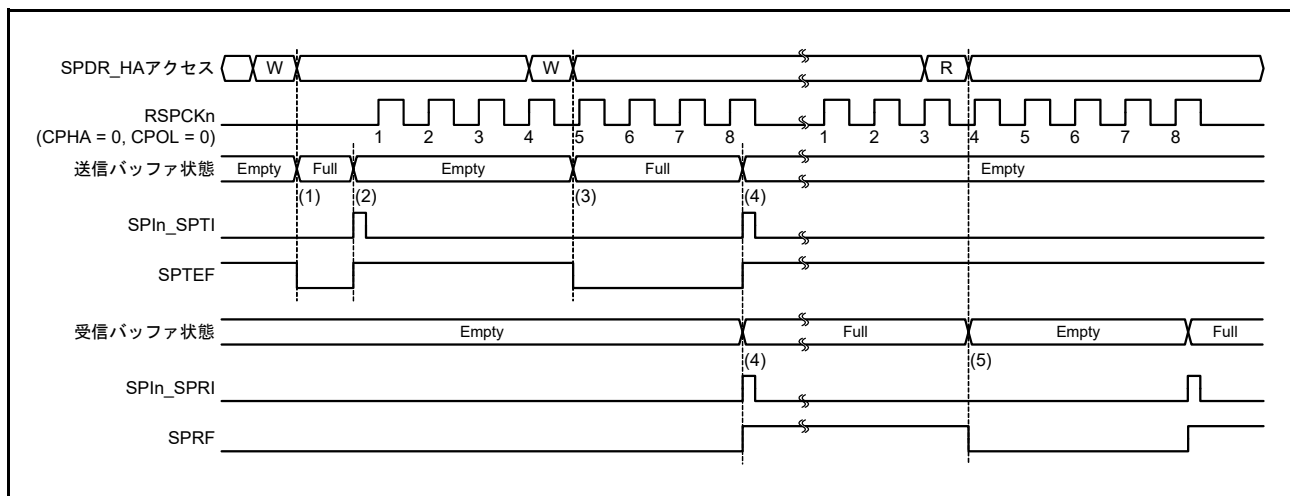 SPDR_HAアクセス W W R
RSPCKn
(CPHA = 0, CPOL = 0)
1 2 3 4 5 6 7 8 1 2 3 4 5 6 7 8
送信バッファ状態 Empty Full Empty Full Empty
(1) (2) (3) (4)
SPIn_SPTI
SPTEF
受信バッファ状態 Empty Full Empty Full
(4) (5)
SPIn_SPRI
SPRF